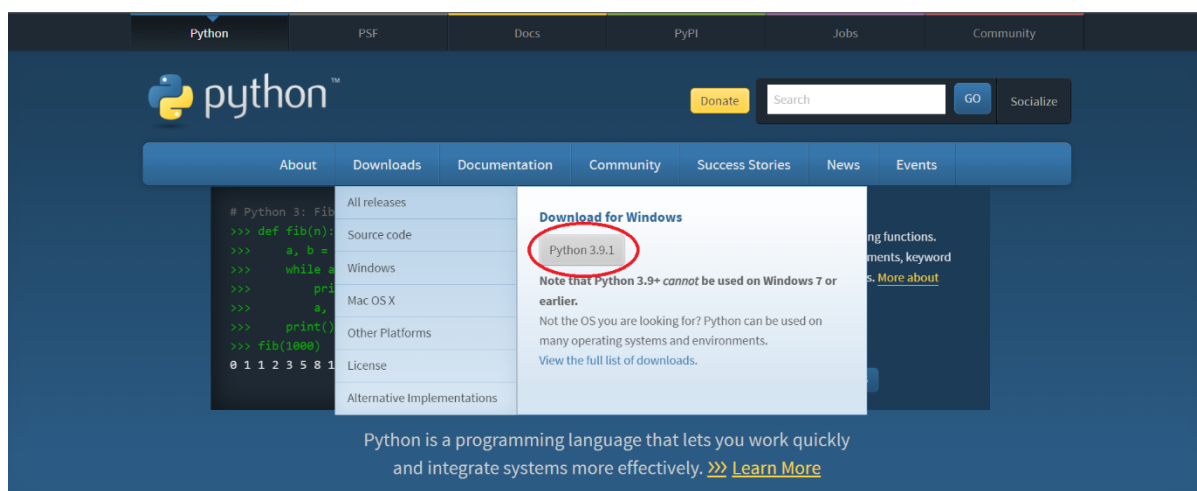 Python PSF Docs PyPI Jobs Community
python™
Donate Search GO Socialize
About Downloads Documentation Community Success Stories News Events
# Python 3: Fib
>>> def fib(n):
>>> a, b =
>>> while a
>>> pri
>>> a,
>>> print()
>>> fib(1000)
0 1 1 2 3 5 8 1
All releases
Source code
Windows
Mac OS X
Other Platforms
License
Alternative Implementations
Download for Windows
Python 3.9.1
Note that Python 3.9+ cannot be used on Windows 7 or
earlier.
Not the OS you are looking for? Python can be used on
many operating systems and environments.
View the full list of downloads.
ng functions.
ments, keyword
s. More about
Python is a programming language that lets you work quickly
and integrate systems more effectively. >>> Learn More